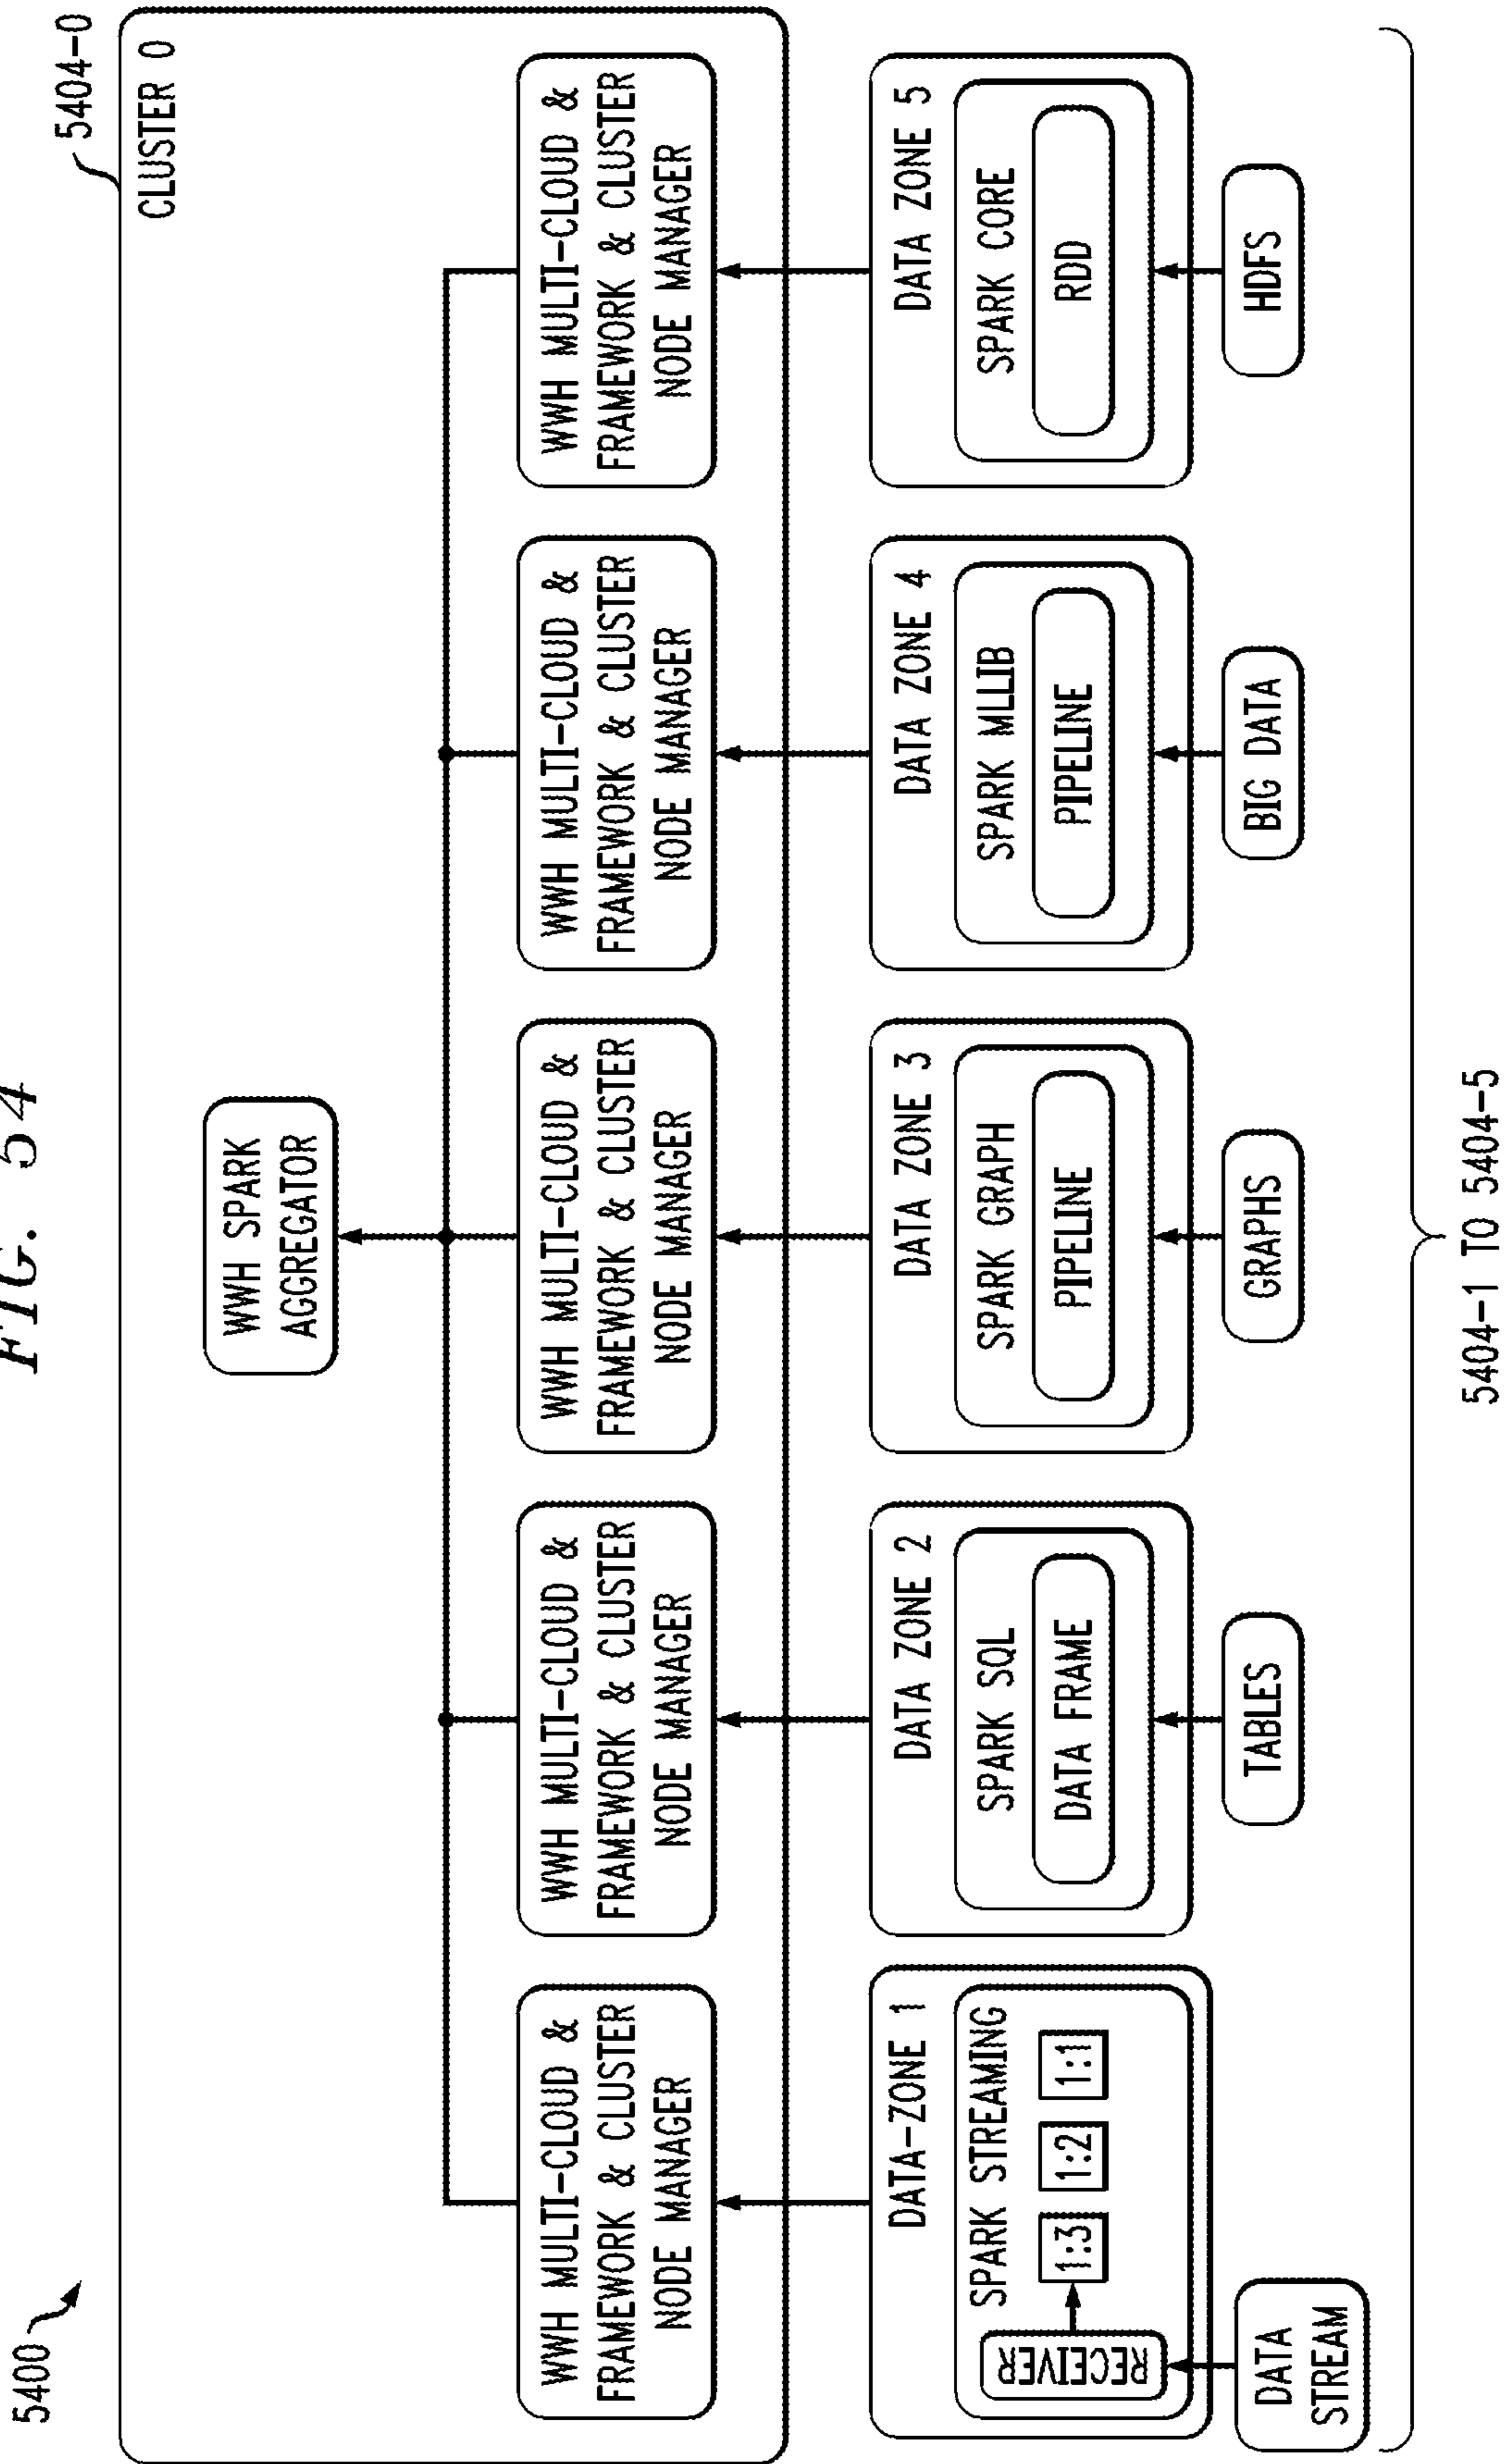 FIG. 54
5400
5404-0
CLUSTER 0
WWH SPARK
AGGREGATOR
WWH MULTI-CLOUD &
FRAMEWORK & CLUSTER
NODE MANAGER
WWH MULTI-CLOUD &
FRAMEWORK & CLUSTER
NODE MANAGER
WWH MULTI-CLOUD &
FRAMEWORK & CLUSTER
NODE MANAGER
WWH MULTI-CLOUD &
FRAMEWORK & CLUSTER
NODE MANAGER
WWH MULTI-CLOUD &
FRAMEWORK & CLUSTER
NODE MANAGER
DATA-ZONE 1
SPARK STREAMING
RECEIVER
1:3
1:2
1:1
DATA
STREAM
DATA ZONE 2
SPARK SQL
DATA FRAME
TABLES
DATA ZONE 3
SPARK GRAPH
PIPELINE
GRAPHS
DATA ZONE 4
SPARK MLLIB
PIPELINE
BIG DATA
DATA ZONE 5
SPARK CORE
RDD
HDFS
5404-1 TO 5404-5